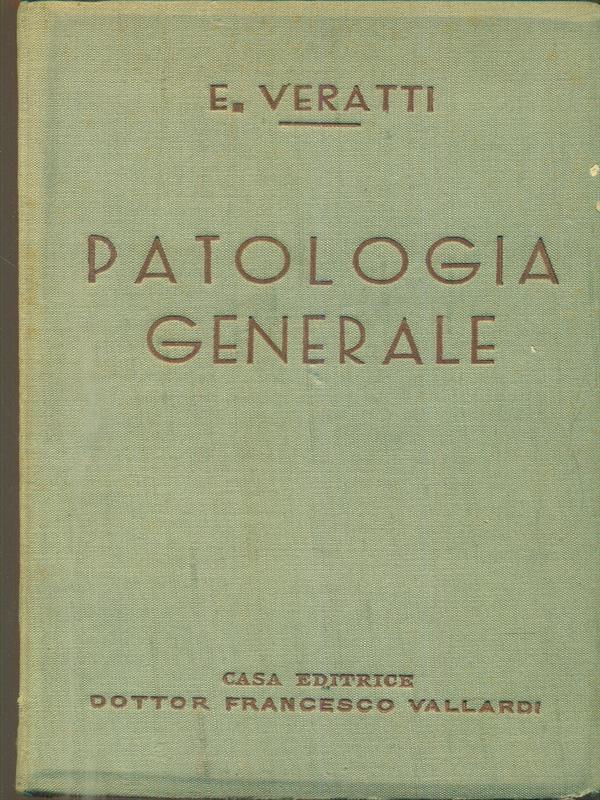 E. VERATTI
PATOLOGIA
GENERALE
CASA EDITRICE
DOTTOR FRANCESCO VALLARDI